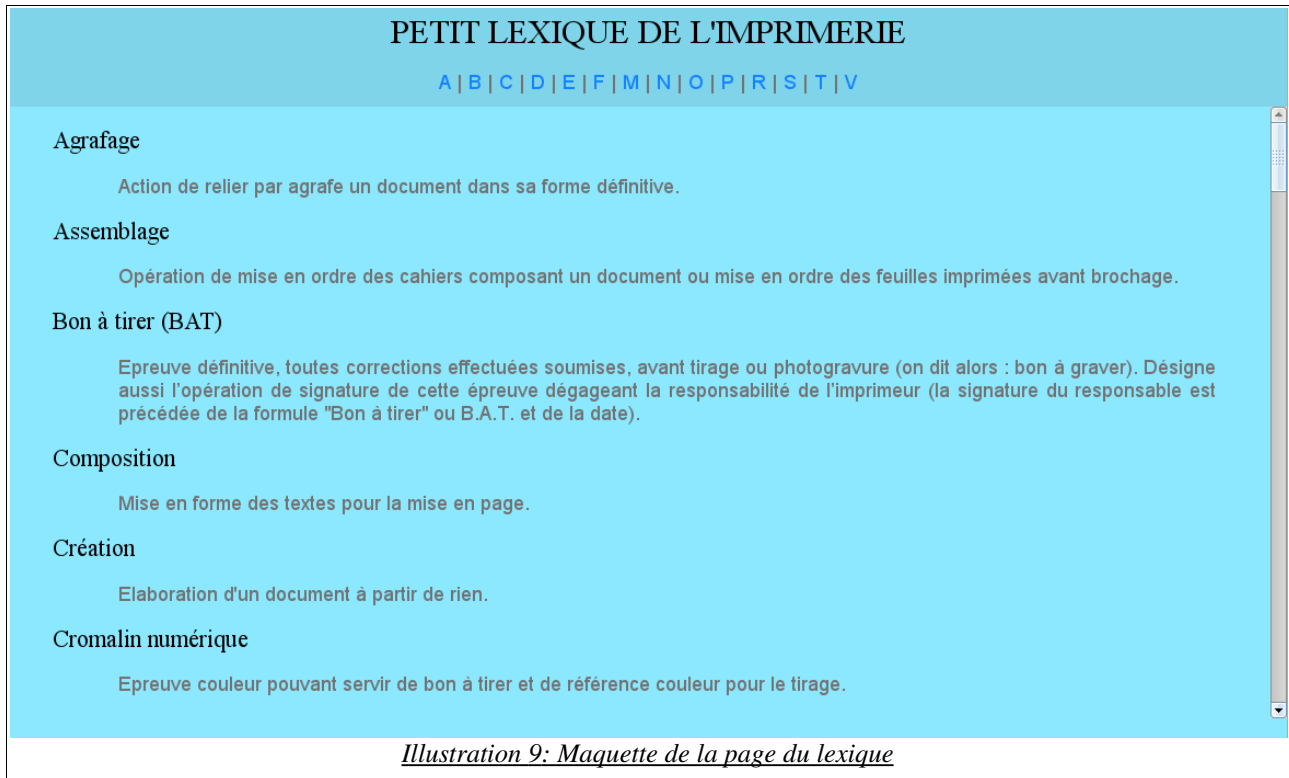 PETIT LEXIQUE DE L'IMPRIMERIE
A | B | C | D | E | F | M | N | O | P | R | S | T | V
Agrafage
Action de relier par agrafe un document dans sa forme définitive.
Assemblage
Opération de mise en ordre des cahiers composant un document ou mise en ordre des feuilles imprimées avant brochage.
Bon à tirer (BAT)
Epreuve définitive, toutes corrections effectuées soumises, avant tirage ou photogravure (on dit alors : bon à graver). Désigne
aussi l'opération de signature de cette épreuve dégageant la responsabilité de l'imprimeur (la signature du responsable est
précédée de la formule "Bon à tirer" ou B.A.T. et de la date).
Composition
Mise en forme des textes pour la mise en page.
Création
Elaboration d'un document à partir de rien.
Cromalin numérique
Epreuve couleur pouvant servir de bon à tirer et de référence couleur pour le tirage.
Illustration 9: Maquette de la page du lexique